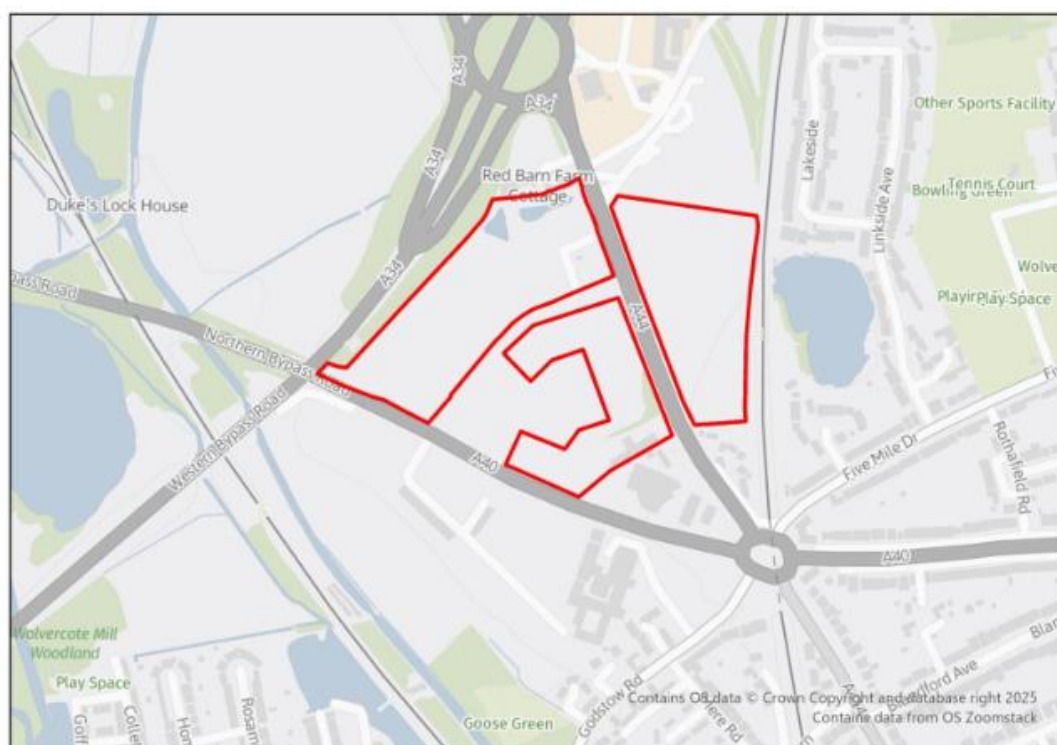 A34
A34
A34
Red Barn Farm
Cottage
Duke's Lock House
A34
pass Road
Northern Bypass Road
Western Bypass Road
A44
A40
Lakeside
Linkside Ave
Other Sports Facility
Tennis Court
Bowling Green
Play Space
Five Mile Dr
Rothafield Rd
A40
Godstow Rd
Wolvercote Mill
Woodland
Play Space
Goose Green
Contains OS data © Crown Copyright and database right 2025
Contains data from OS Zoomstack